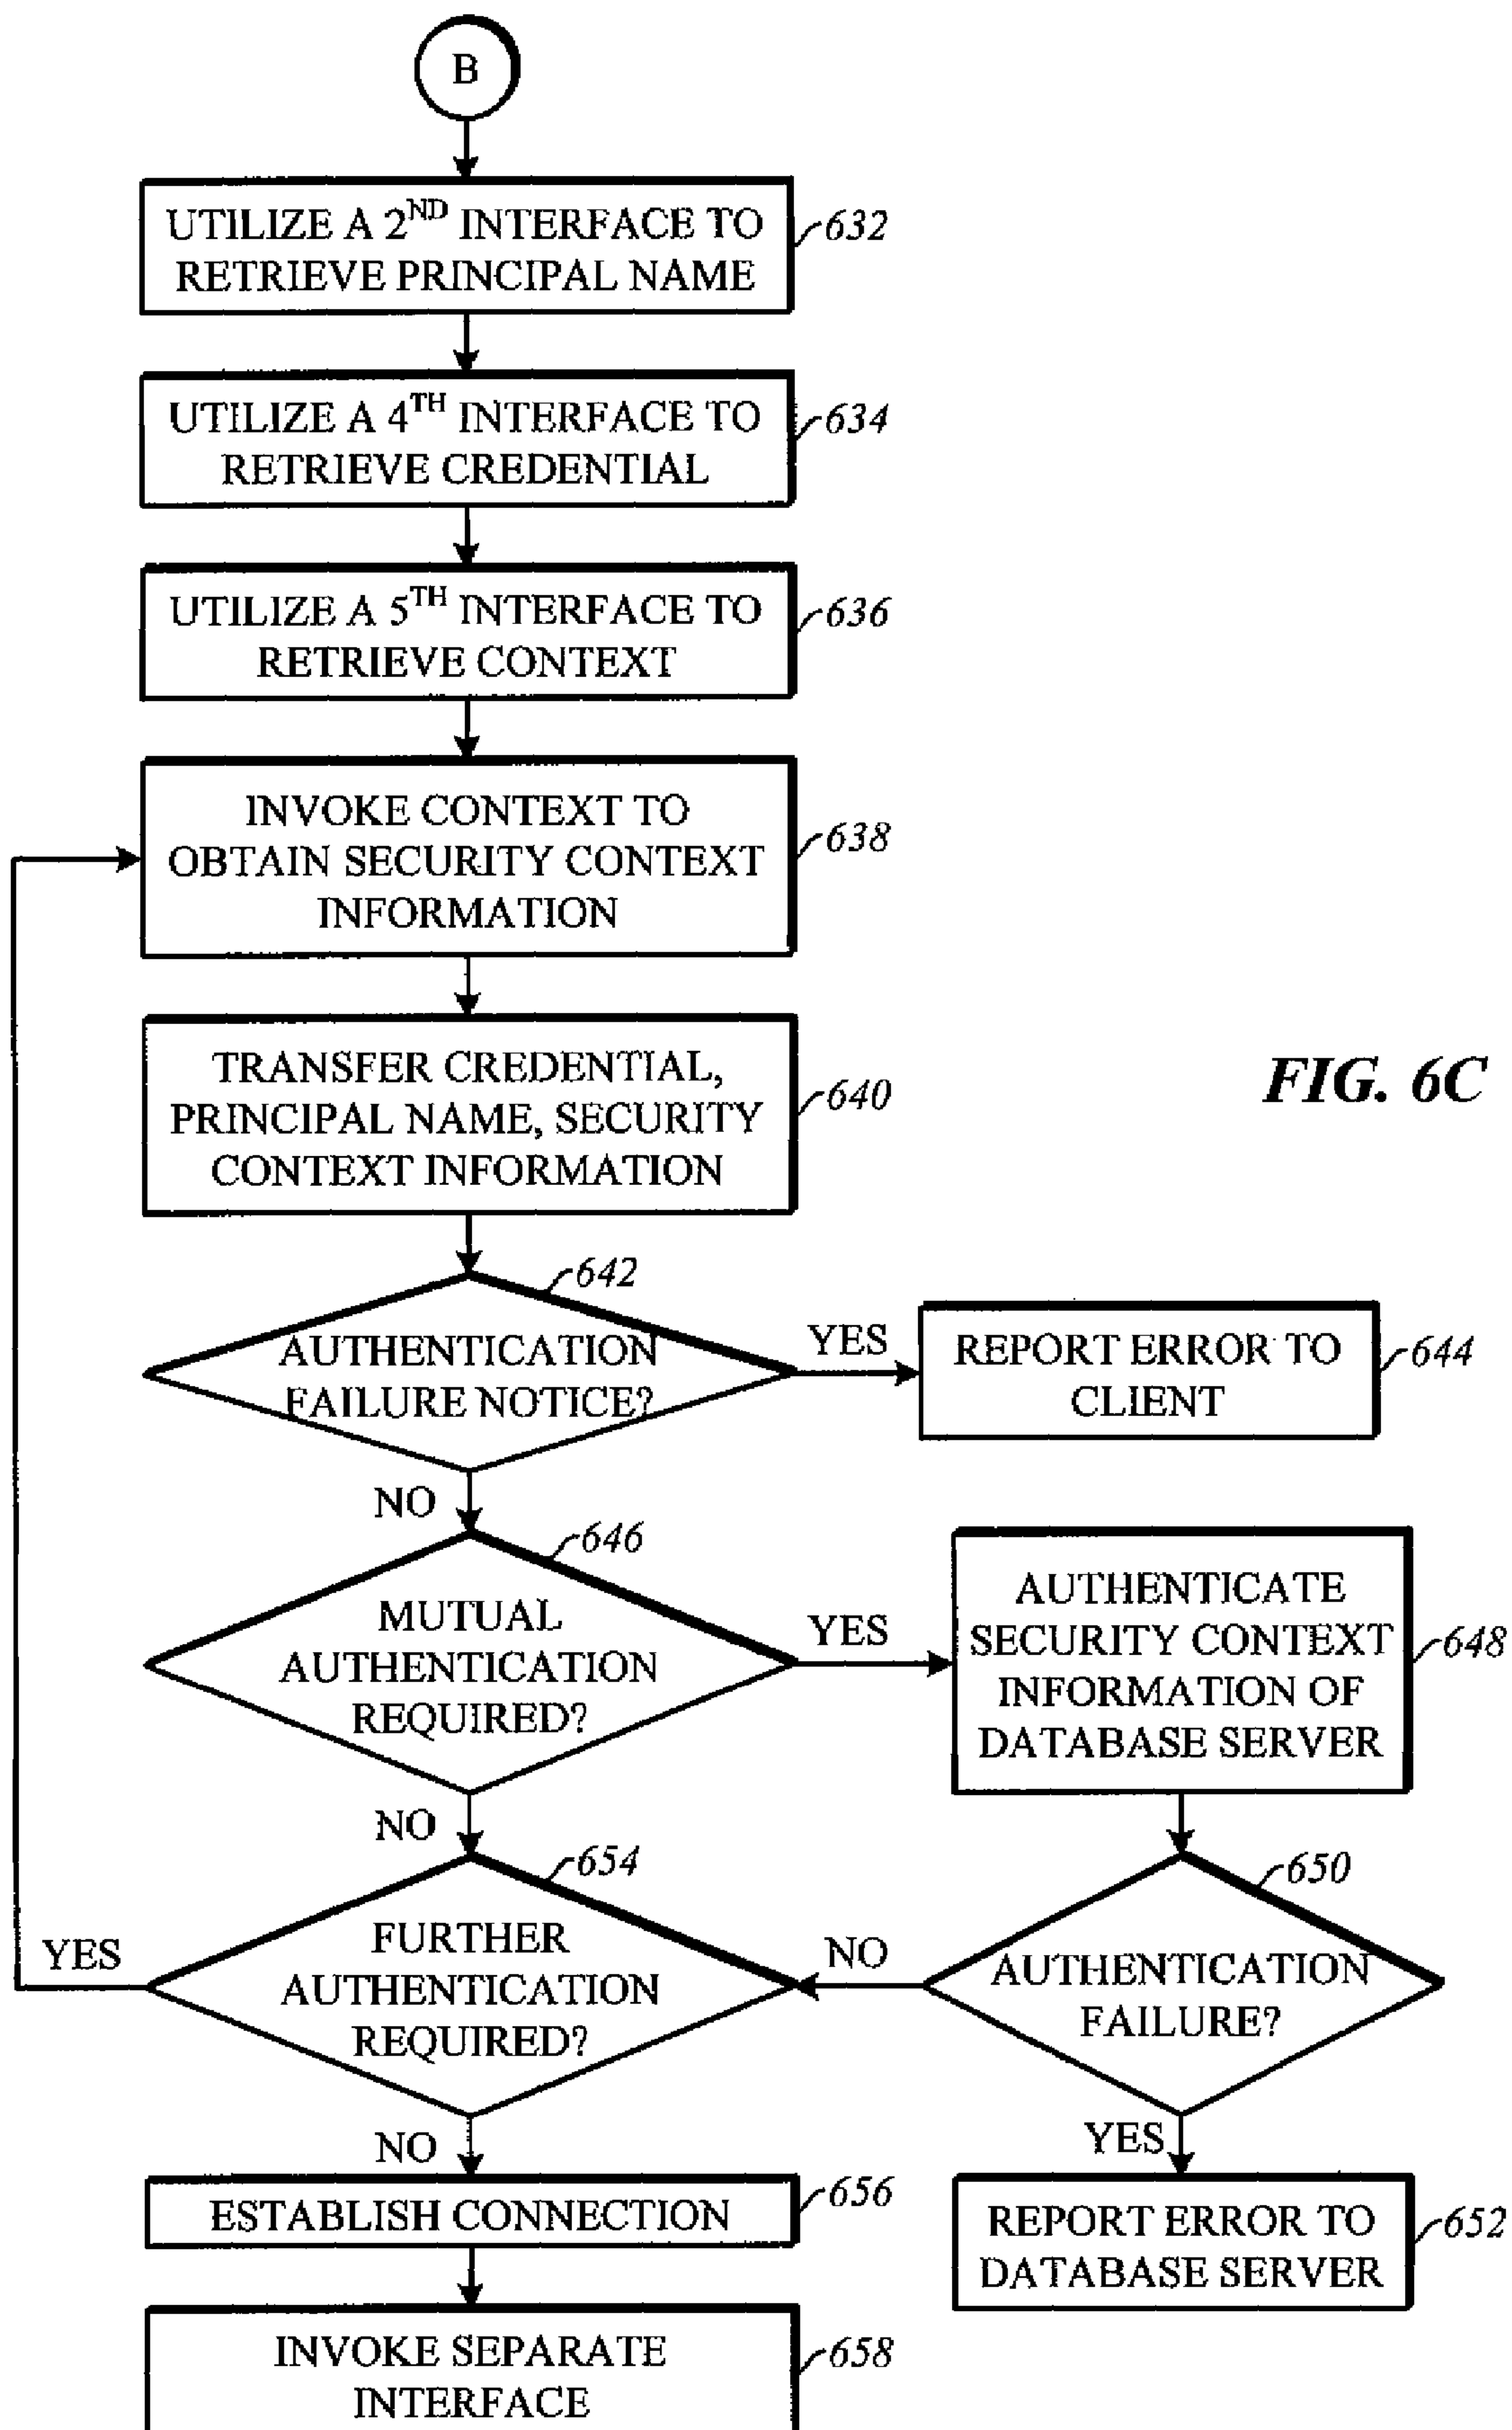 B
UTILIZE A 2ND INTERFACE TO
RETRIEVE PRINCIPAL NAME
632
UTILIZE A 4TH INTERFACE TO
RETRIEVE CREDENTIAL
634
UTILIZE A 5TH INTERFACE TO
RETRIEVE CONTEXT
636
INVOKE CONTEXT TO
OBTAIN SECURITY CONTEXT
INFORMATION
638
TRANSFER CREDENTIAL,
PRINCIPAL NAME, SECURITY
CONTEXT INFORMATION
640
FIG. 6C
642
AUTHENTICATION
FAILURE NOTICE?
YES
REPORT ERROR TO
CLIENT
644
NO
646
MUTUAL
AUTHENTICATION
REQUIRED?
YES
AUTHENTICATE
SECURITY CONTEXT
INFORMATION OF
DATABASE SERVER
648
NO
654
FURTHER
AUTHENTICATION
REQUIRED?
YES
NO
650
AUTHENTICATION
FAILURE?
NO
YES
ESTABLISH CONNECTION
656
REPORT ERROR TO
DATABASE SERVER
652
INVOKE SEPARATE
INTERFACE
658